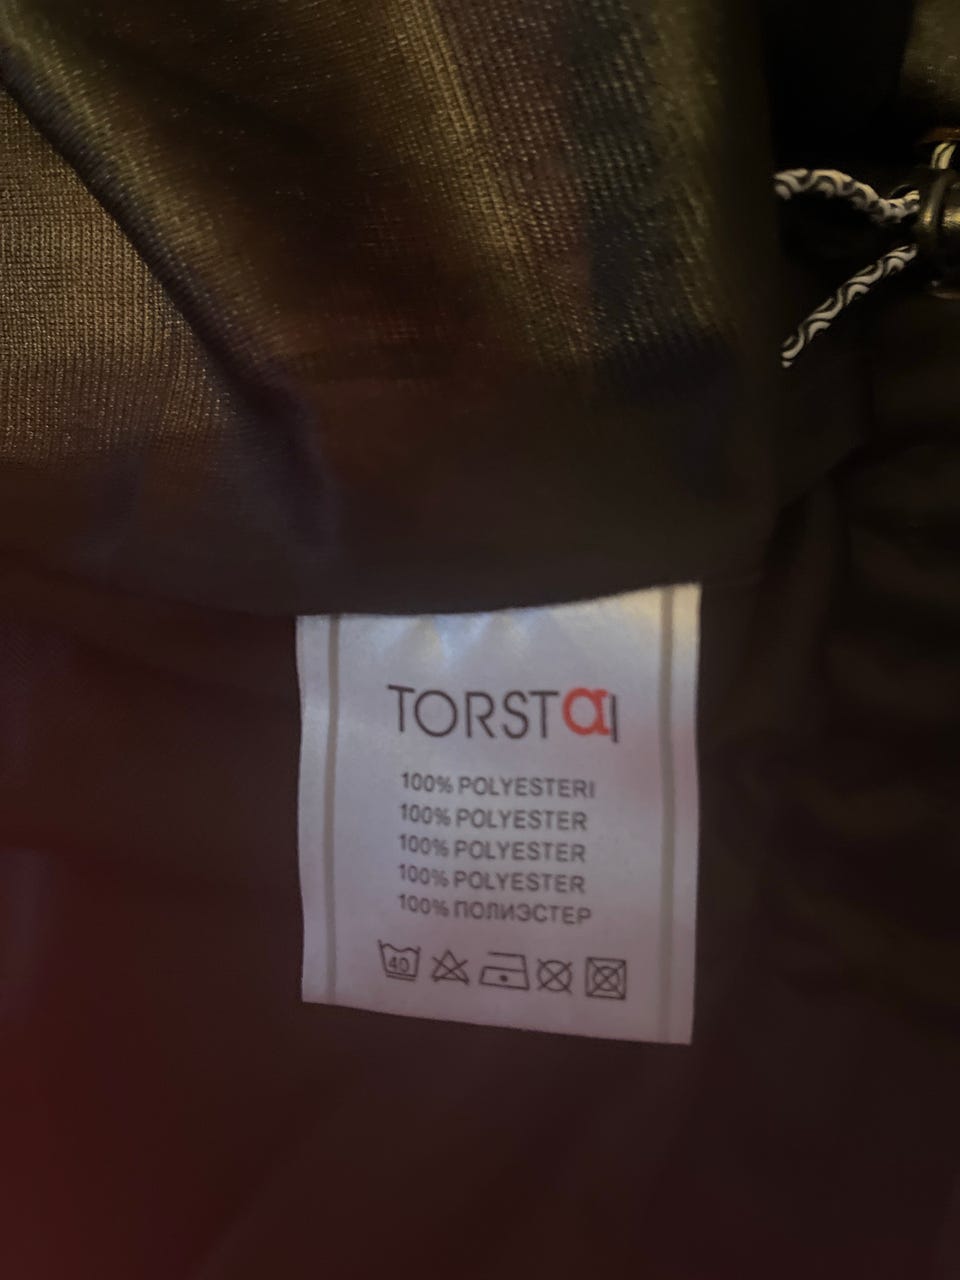 TORSTAI
100% POLYESTERI
100% POLYESTER
100% POLYESTER
100% POLYESTER
100% ПОЛИЭСТЕР
40